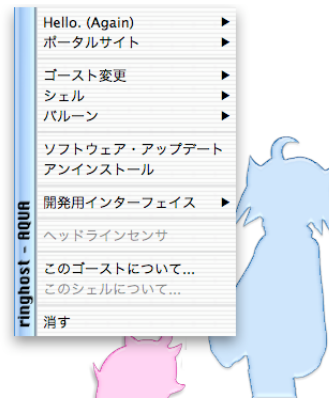 Hello. (Again)
ポータルサイト
ゴースト変更
シェル
バルーン
ソフトウェア・アップデート
アンインストール
開発用インターフェイス
ヘッドラインセンサ
このゴーストについて...
このシェルについて...
消す
ringhost - AQUA